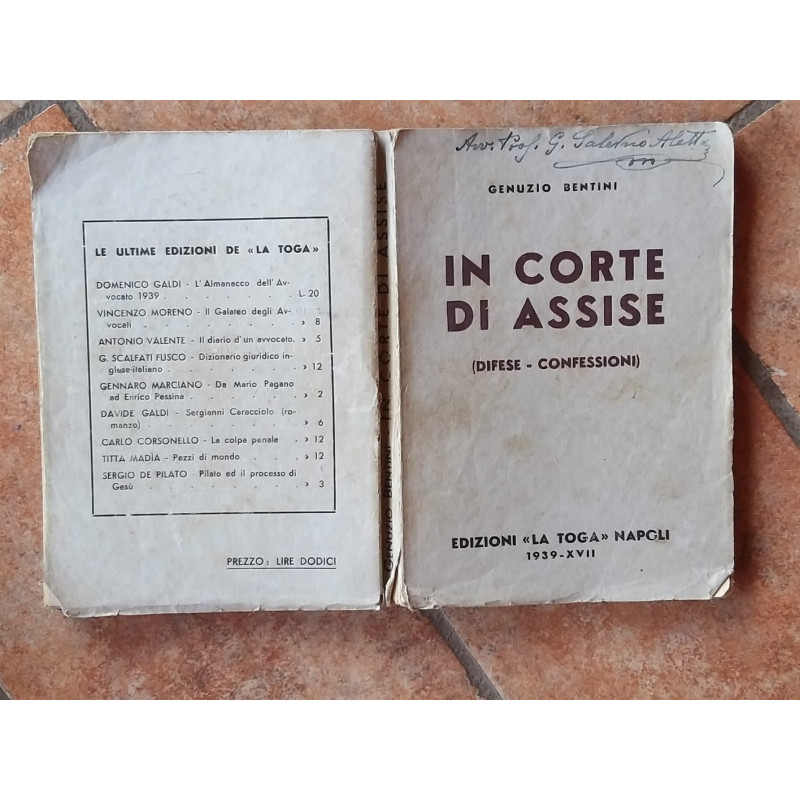 LE ULTIME EDIZIONI DE «LA TOGA»
DOMENICO GALDI - L'Almanacco dell'Av-
vocato 1939 . . . . . . . L. 20
VINCENZO MORENO - Il Galateo degli Av-
vocati . . . . . . . . » 8
ANTONIO VALENTE - Il diario d'un avvocato. » 5
G. SCALFATI FUSCO - Dizionario giuridico in-
glese-italiano . . . . . . . » 12
GENNARO MARCIANO - Da Mario Pagano
ad Enrico Pessina . . . . . . » 2
DAVIDE GALDI - Sergianni Caracciolo (ro-
manzo) . . . . . . . . » 6
CARLO CORSONELLO - La colpa penale . » 12
TITTA MADÌA - Pezzi di mondo . . . » 12
SERGIO DE PILATO - Pilato ed il processo di
Gesù . . . . . . . . » 3
PREZZO: LIRE DODICI
GENUZIO BENTINI - IN CORTE DI ASSISE
Avv. Prof. G. Salerno Aletta
GENUZIO BENTINI
IN CORTE
DI ASSISE
(DIFESE - CONFESSIONI)
EDIZIONI «LA TOGA» NAPOLI
1939-XVII